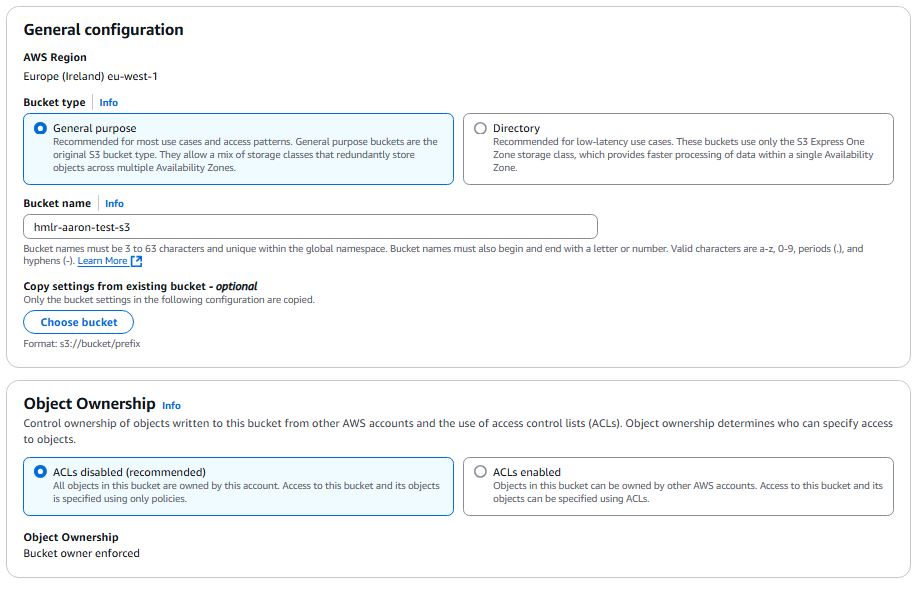 General configuration
AWS Region
Europe (Ireland) eu-west-1
Bucket type Info
General purpose
Recommended for most use cases and access patterns. General purpose buckets are the
original S3 bucket type. They allow a mix of storage classes that redundantly store
objects across multiple Availability Zones.
Directory
Recommended for low-latency use cases. These buckets use only the S3 Express One
Zone storage class, which provides faster processing of data within a single Availability
Zone.
Bucket name Info
hmlr-aaron-test-s3
Bucket names must be 3 to 63 characters and unique within the global namespace. Bucket names must also begin and end with a letter or number. Valid characters are a-z, 0-9, periods (.), and
hyphens (-). Learn More
Copy settings from existing bucket - optional
Only the bucket settings in the following configuration are copied.
Choose bucket
Format: s3://bucket/prefix
Object Ownership Info
Control ownership of objects written to this bucket from other AWS accounts and the use of access control lists (ACLs). Object ownership determines who can specify access
to objects.
ACLs disabled (recommended)
All objects in this bucket are owned by this account. Access to this bucket and its objects
is specified using only policies.
ACLs enabled
Objects in this bucket can be owned by other AWS accounts. Access to this bucket and its
objects can be specified using ACLs.
Object Ownership
Bucket owner enforced